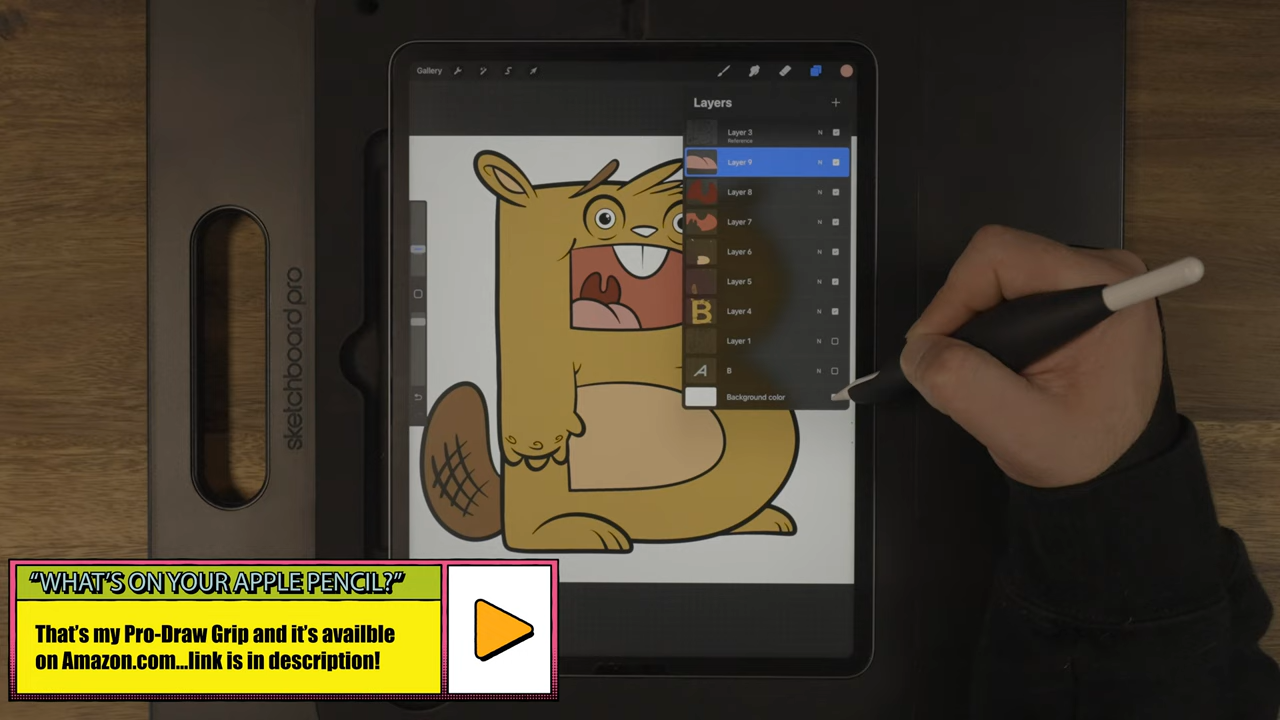 Gallery
Layers
Layer 3 N
Reference
Layer 9 N
Layer 8 N
Layer 7 N
Layer 6 N
Layer 5 N
B
Layer 4 N
Layer 1 N
A
B N
Background color
sketchboard pro
“WHAT'S ON YOUR APPLE PENCIL?”
That's my Pro-Draw Grip and it's availble
on Amazon.com...link is in description!